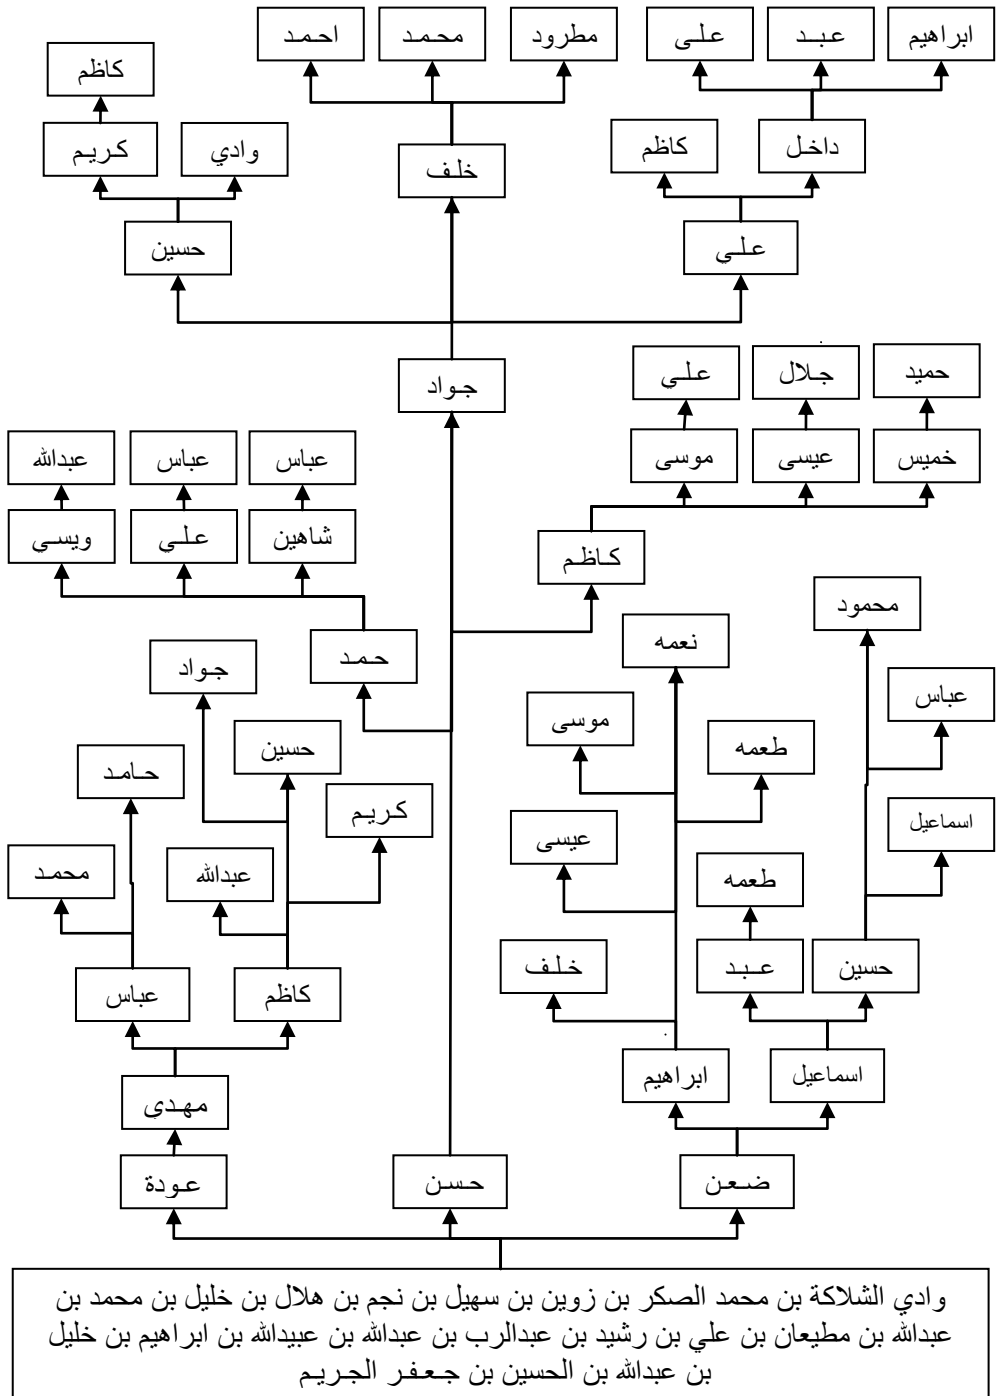 ابراهيم
عبد
على
مطرود
محمد
احمد
كاظم
داخل
كاظم
خلف
وادي
كريم
علي
حسين
جواد
حميد
جلال
علي
خميس
عيسى
موسى
عباس
عباس
عبدالله
شاهين
علي
ويسي
كاظم
محمود
نعمه
حمد
جواد
عباس
موسى
طعمه
حسين
حامد
كريم
اسماعيل
عيسى
طعمه
عبدالله
محمد
حسين
عبد
خلف
كاظم
عباس
اسماعيل
ابراهيم
مهدى
ضعن
حسن
عودة
وادي الشلاكة بن محمد الصكر بن زوين بن سهيل بن نجم بن هلال بن خليل بن محمد بن
عبدالله بن مطيعان بن علي بن رشيد بن عبدالرب بن عبدالله بن عبيدالله بن ابراهيم بن خليل
بن عبدالله بن الحسين بن جعفر الجريم